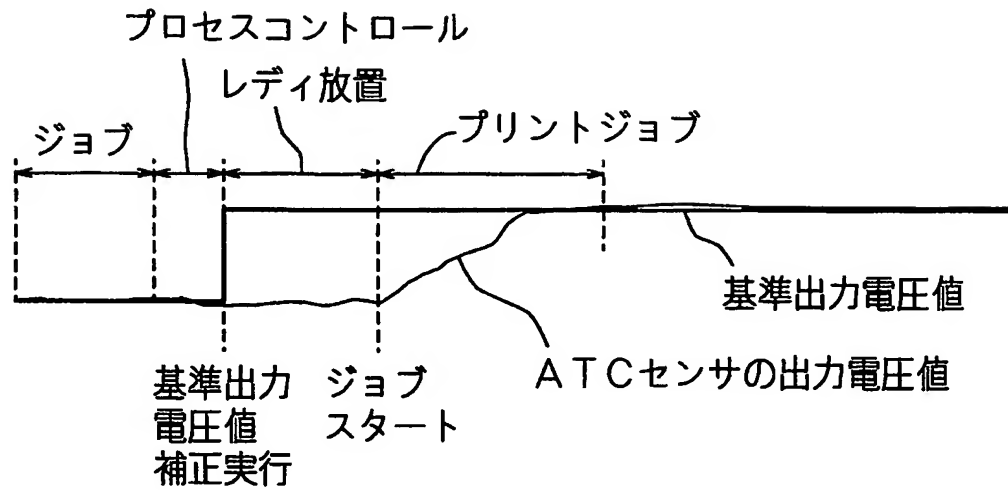 プロセスコントロール
レディ放置
ジョブ
プリントジョブ
基準出力電圧値
ATCセンサの出力電圧値
基準出力
電圧値
補正実行
ジョブ
スタート